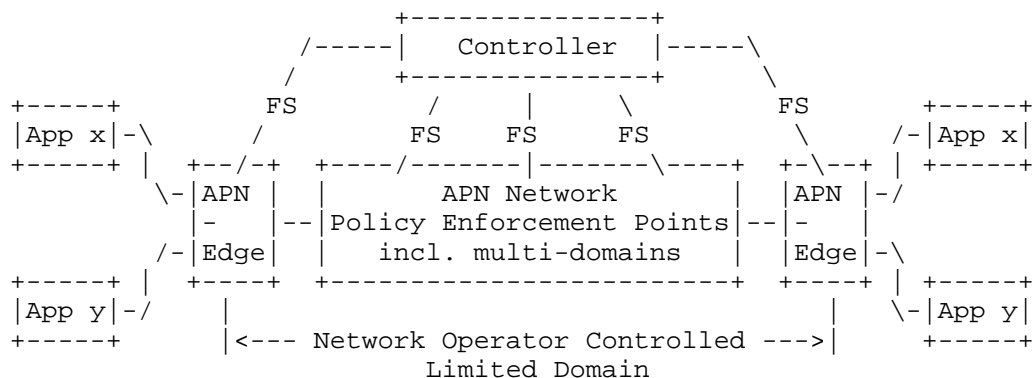 Controller
FS FS
App x FS FS FS App x
APN APN Network APN
- Policy Enforcement Points -
Edge incl. multi-domains Edge
App y App y
<--- Network Operator Controlled --->
Limited Domain